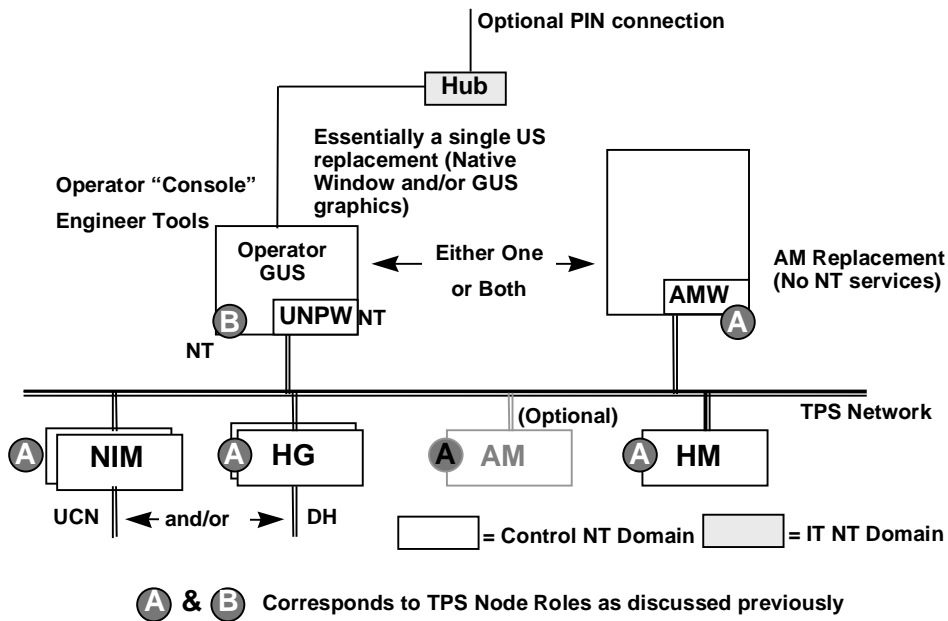 Optional PIN connection
Hub
Essentially a single US
replacement (Native
Window and/or GUS
graphics)
Operator “Console”
Engineer Tools
Operator
GUS
Either One
or Both
AM Replacement
(No NT services)
UNPW
NT
AMW
B
A
NT
TPS Network
(Optional)
A
NIM
A
HG
A
AM
A
HM
UCN
and/or
DH
= Control NT Domain
= IT NT Domain
A & B Corresponds to TPS Node Roles as discussed previously